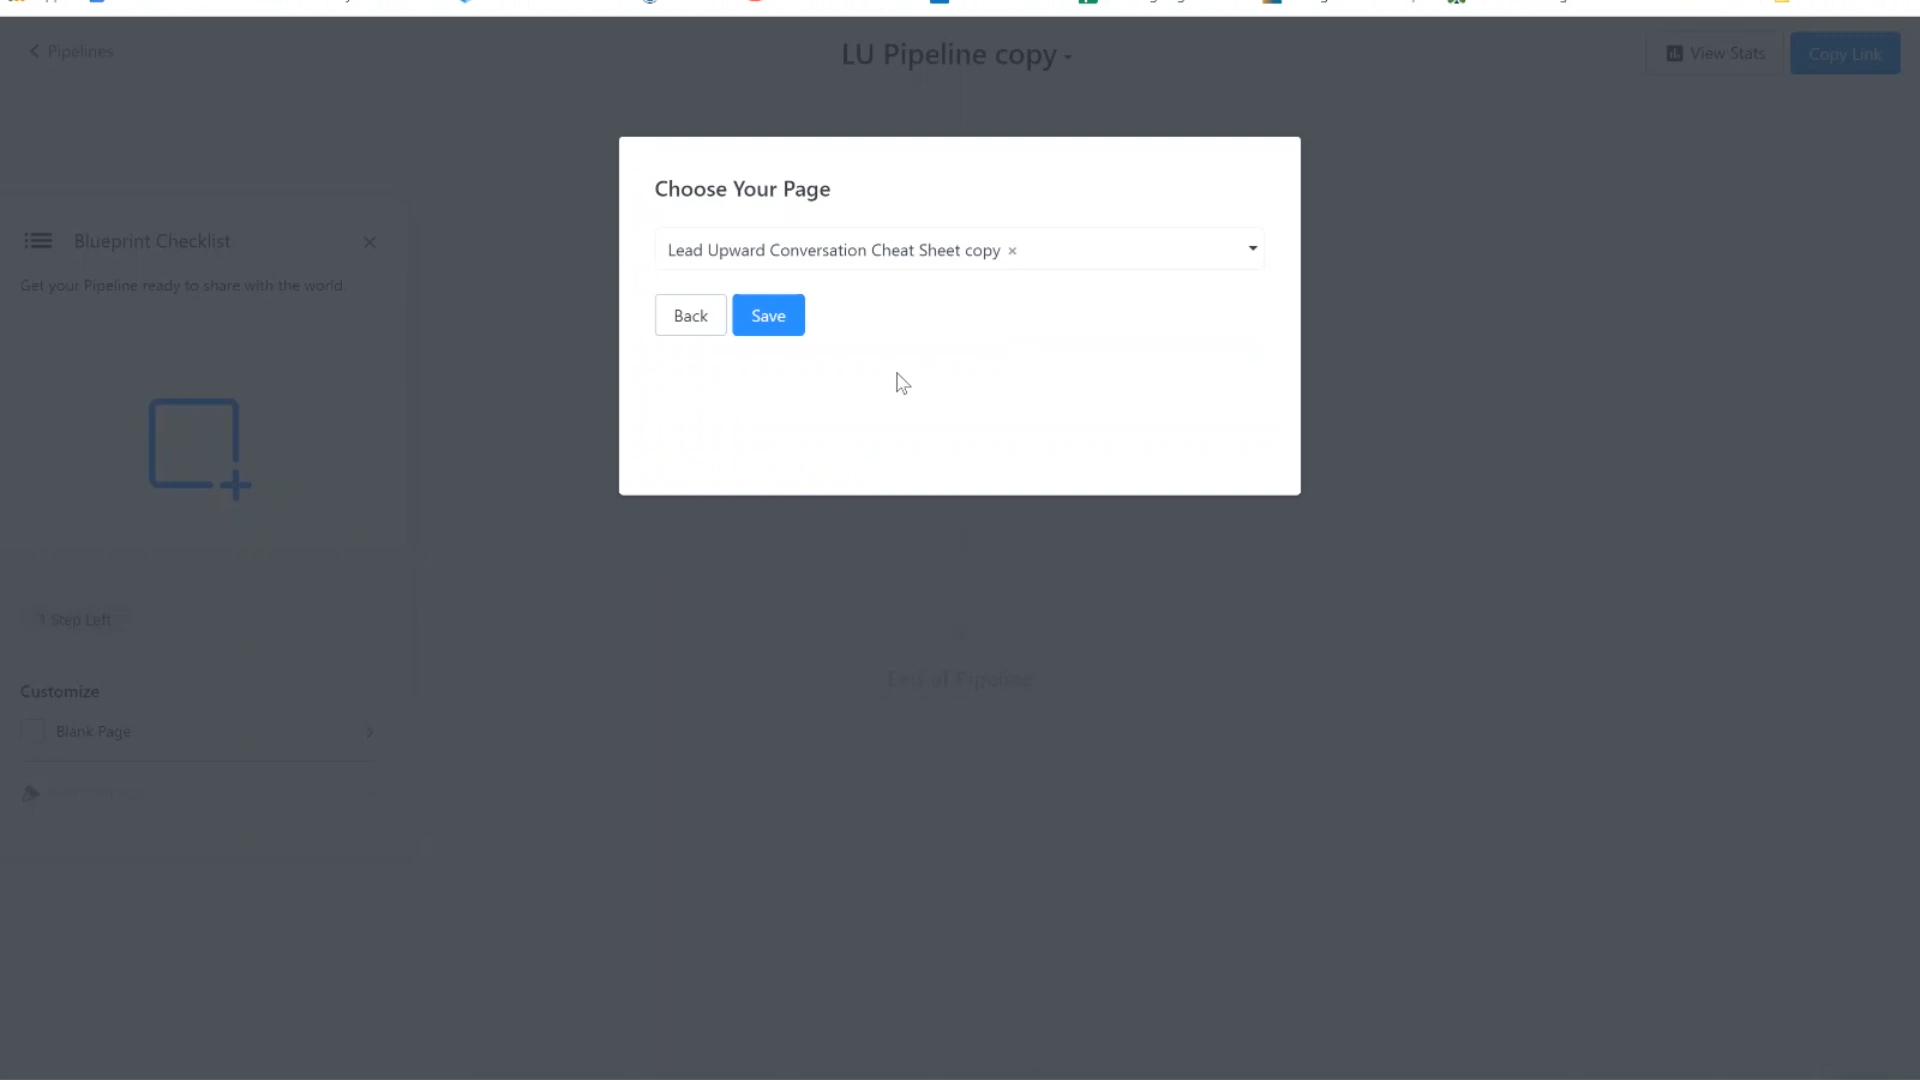 Pipelines
LU Pipeline copy
View Stats
Copy Link
Choose Your Page
Lead Upward Conversation Cheat Sheet copy ×
Back
Save
Blueprint Checklist
Get your Pipeline ready to share with the world.
1 Step Left
Customize
Blank Page
End of Pipeline